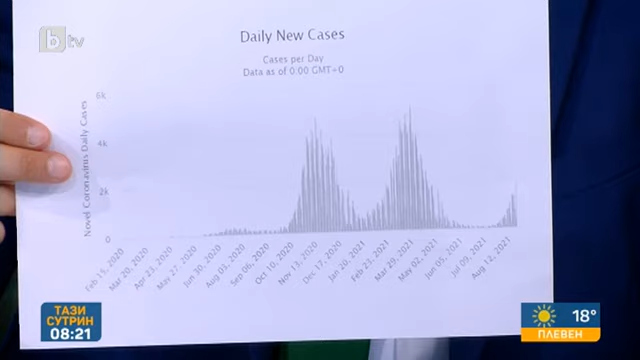 bтv
Daily New Cases
Cases per Day
Data as of 0:00 GMT+0
Novel Coronavirus Daily Cases
6k
4k
2k
0
Feb 15, 2020
Mar 20, 2020
Apr 23, 2020
May 27, 2020
Jun 30, 2020
Aug 03, 2020
Sep 06, 2020
Oct 10, 2020
Nov 13, 2020
Dec 17, 2020
Jan 20, 2021
Feb 23, 2021
Mar 29, 2021
May 02, 2021
Jun 05, 2021
Jul 09, 2021
Aug 12, 2021
ТАЗИ
СУТРИН
08:21
18°
ПЛЕВЕН